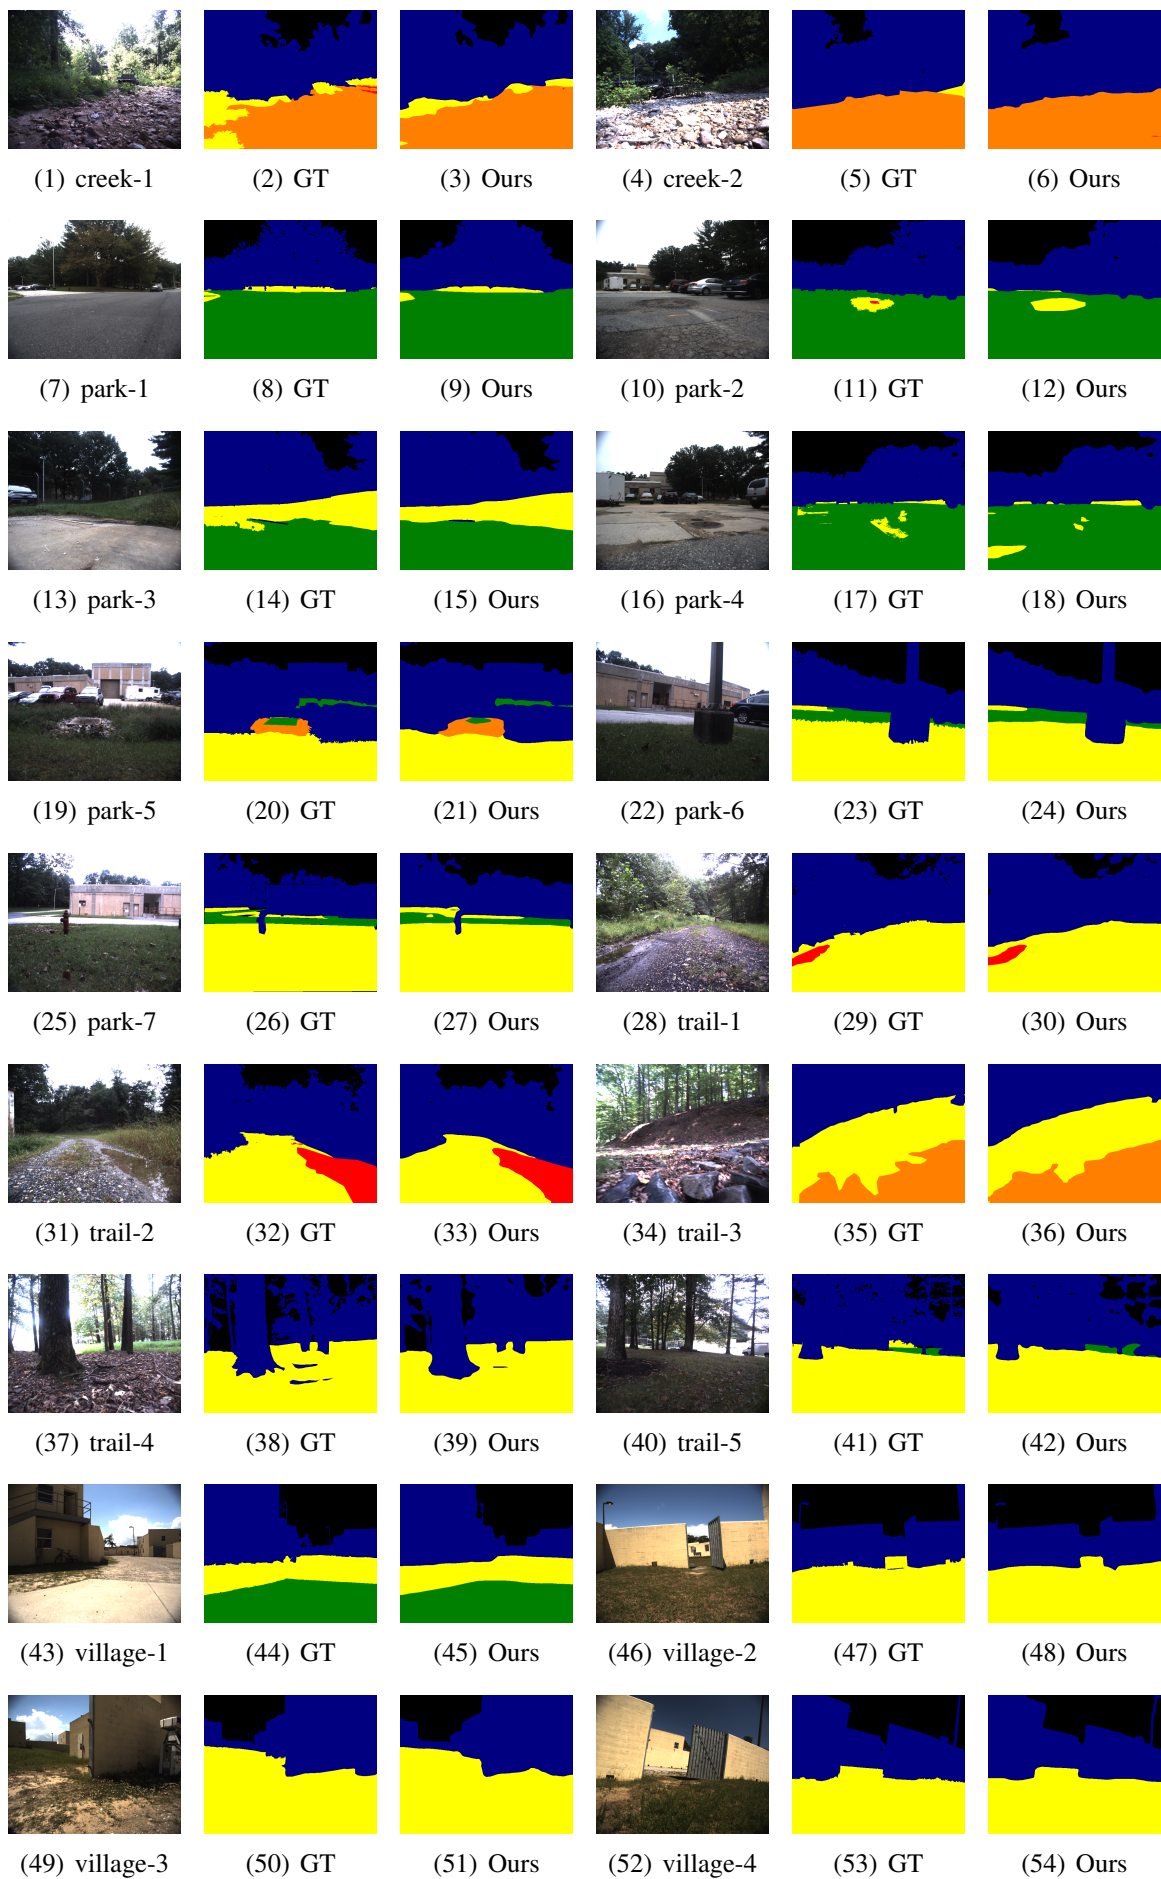 (1) creek-1 (2) GT (3) Ours (4) creek-2 (5) GT (6) Ours
(7) park-1 (8) GT (9) Ours (10) park-2 (11) GT (12) Ours
(13) park-3 (14) GT (15) Ours (16) park-4 (17) GT (18) Ours
(19) park-5 (20) GT (21) Ours (22) park-6 (23) GT (24) Ours
(25) park-7 (26) GT (27) Ours (28) trail-1 (29) GT (30) Ours
(31) trail-2 (32) GT (33) Ours (34) trail-3 (35) GT (36) Ours
(37) trail-4 (38) GT (39) Ours (40) trail-5 (41) GT (42) Ours
(43) village-1 (44) GT (45) Ours (46) village-2 (47) GT (48) Ours
(49) village-3 (50) GT (51) Ours (52) village-4 (53) GT (54) Ours